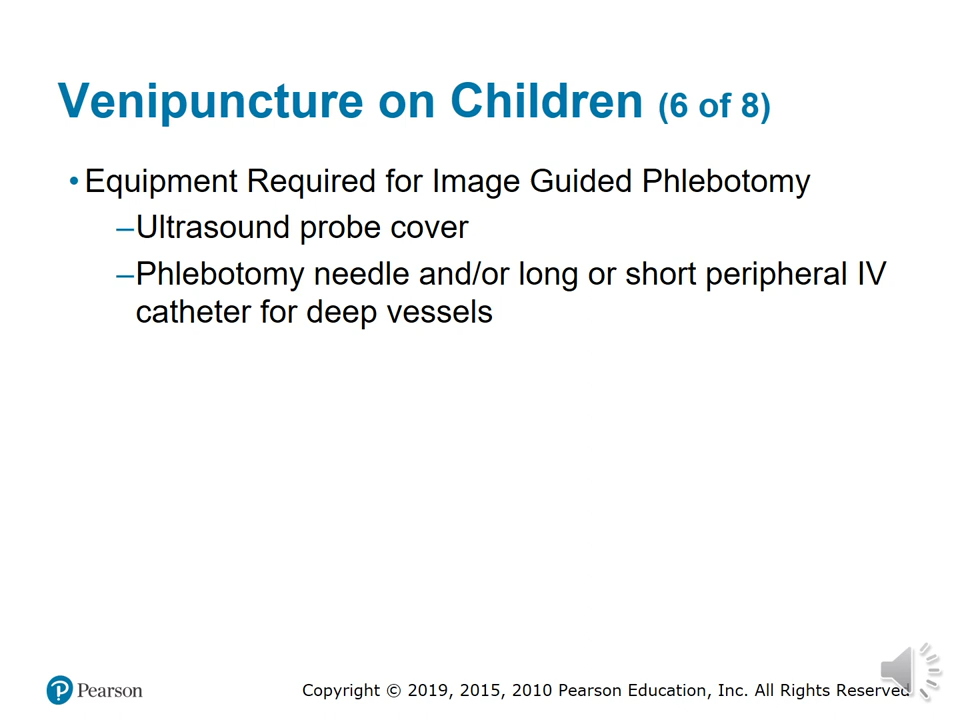 Venipuncture on Children (6 of 8)
• Equipment Required for Image Guided Phlebotomy
–Ultrasound probe cover
–Phlebotomy needle and/or long or short peripheral IV
catheter for deep vessels
Pearson
Copyright © 2019, 2015, 2010 Pearson Education, Inc. All Rights Reserved